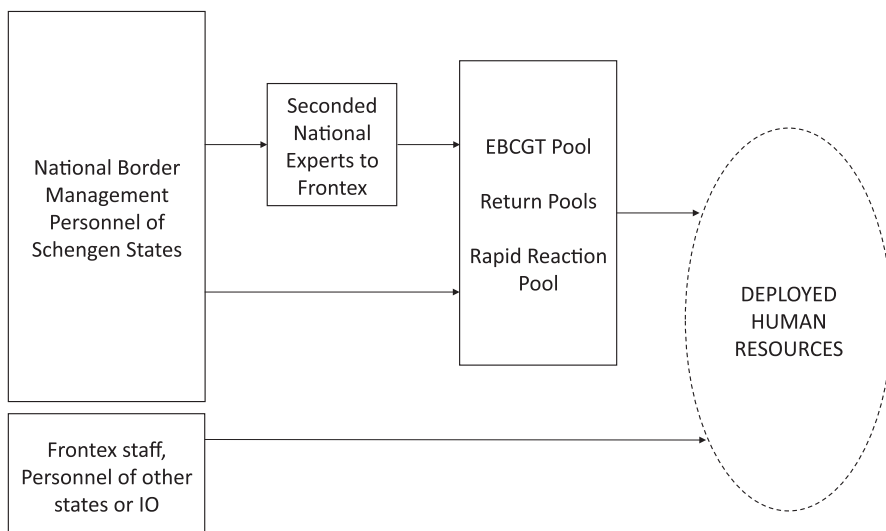 National Border
Management
Personnel of
Schengen States
Seconded
National
Experts to
Frontex
EBCGT Pool
Return Pools
Rapid Reaction
Pool
DEPLOYED
HUMAN
RESOURCES
Frontex staff,
Personnel of other
states or IO